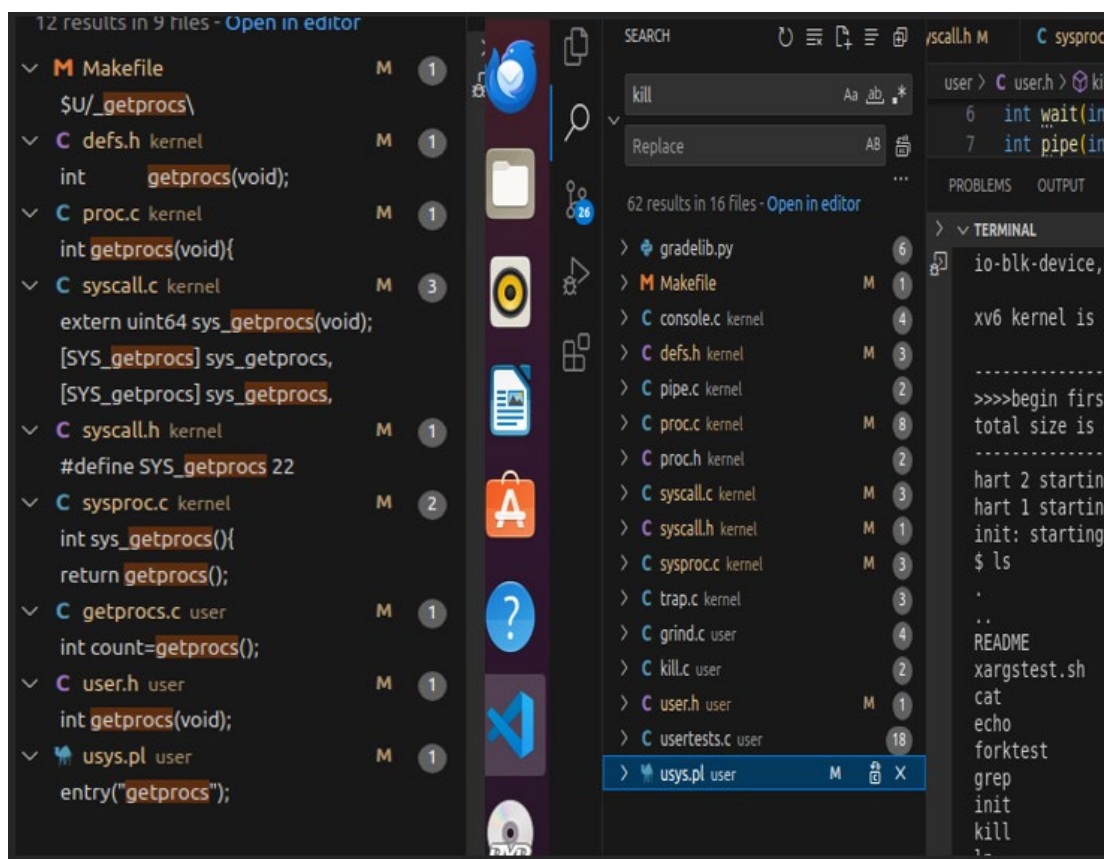 12 results in 9 files - Open in editor
Makefile M 1
$U/_getprocs\
defs.h kernel M 1
int getprocs(void);
proc.c kernel M 1
int getprocs(void){
syscall.c kernel M 3
extern uint64 sys_getprocs(void);
[SYS_getprocs] sys_getprocs,
[SYS_getprocs] sys_getprocs,
syscall.h kernel M 1
#define SYS_getprocs 22
sysproc.c kernel M 2
int sys_getprocs(){
return getprocs();
getprocs.c user M 1
int count=getprocs();
user.h user M 1
int getprocs(void);
usys.pl user M 1
entry("getprocs");
26
SEARCH
kill Aa ab .*
Replace AB
62 results in 16 files - Open in editor
gradelib.py 6
Makefile M 1
console.c kernel 4
defs.h kernel M 3
pipe.c kernel 2
proc.c kernel M 8
proc.h kernel 2
syscall.c kernel M 3
syscall.h kernel M 1
sysproc.c kernel M 3
trap.c kernel 3
grind.c user 4
kill.c user 2
user.h user M 1
usertests.c user 18
usys.pl user M
yscall.h M C sysproc
user > C user.h > ki
6 int wait(in
7 int pipe(in
PROBLEMS OUTPUT
TERMINAL
io-blk-device,
xv6 kernel is
---------------
>>>>begin firs
total size is
---------------
hart 2 startin
hart 1 startin
init: starting
$ ls
.
..
README
xargstest.sh
cat
echo
forktest
grep
init
kill